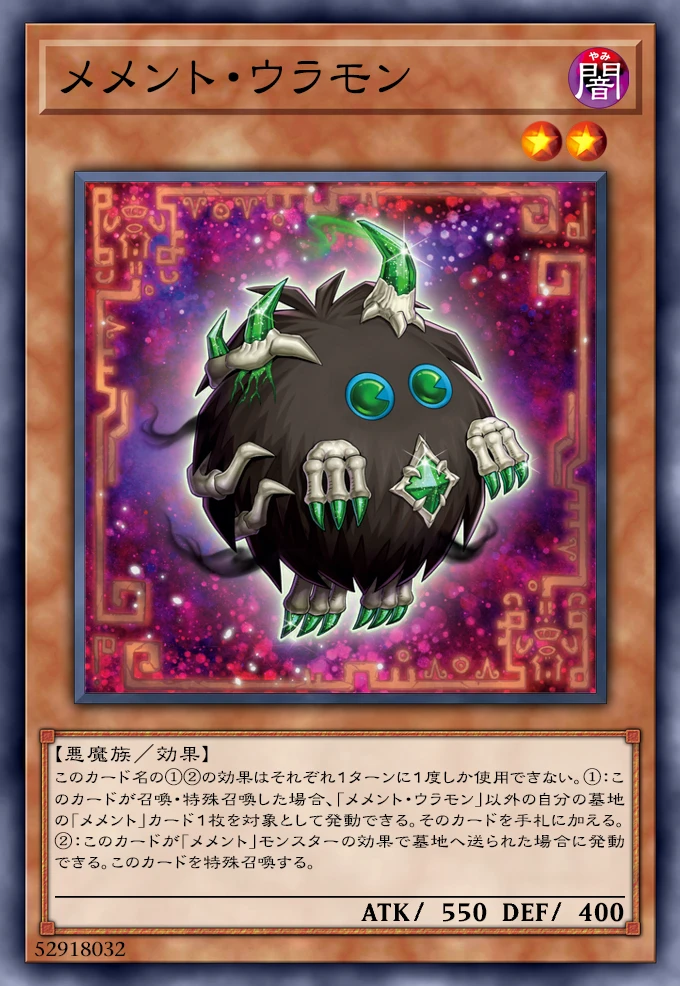 メメント・ウラモン
やみ
闇
【悪魔族／効果】
このカード名の①②の効果はそれぞれ1ターンに1度しか使用できない。①：こ
のカードが召喚・特殊召喚した場合、「メメント・ウラモン」以外の自分の墓地
の「メメント」カード1枚を対象として発動できる。そのカードを手札に加える。
②：このカードが「メメント」モンスターの効果で墓地へ送られた場合に発動
できる。このカードを特殊召喚する。
ATK/ 550 DEF/ 400
52918032